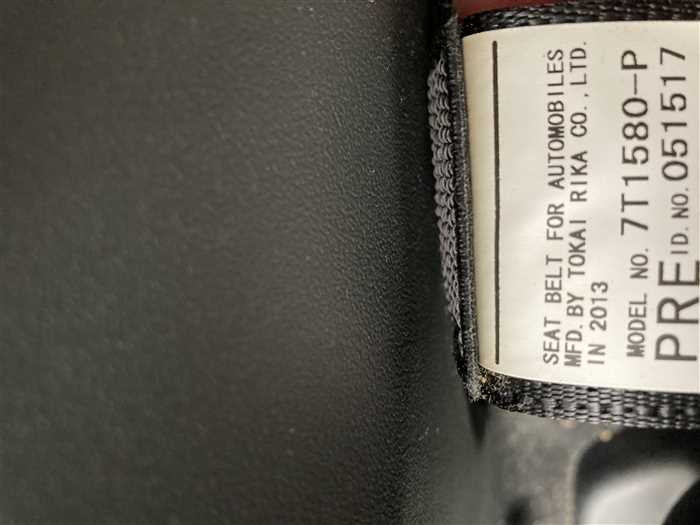 SEAT BELT FOR AUTOMOBILES
MFD. BY TOKAI RIKA CO., LTD.
IN 2013
MODEL NO. 7T1580-P
PRE ID. NO. 051517